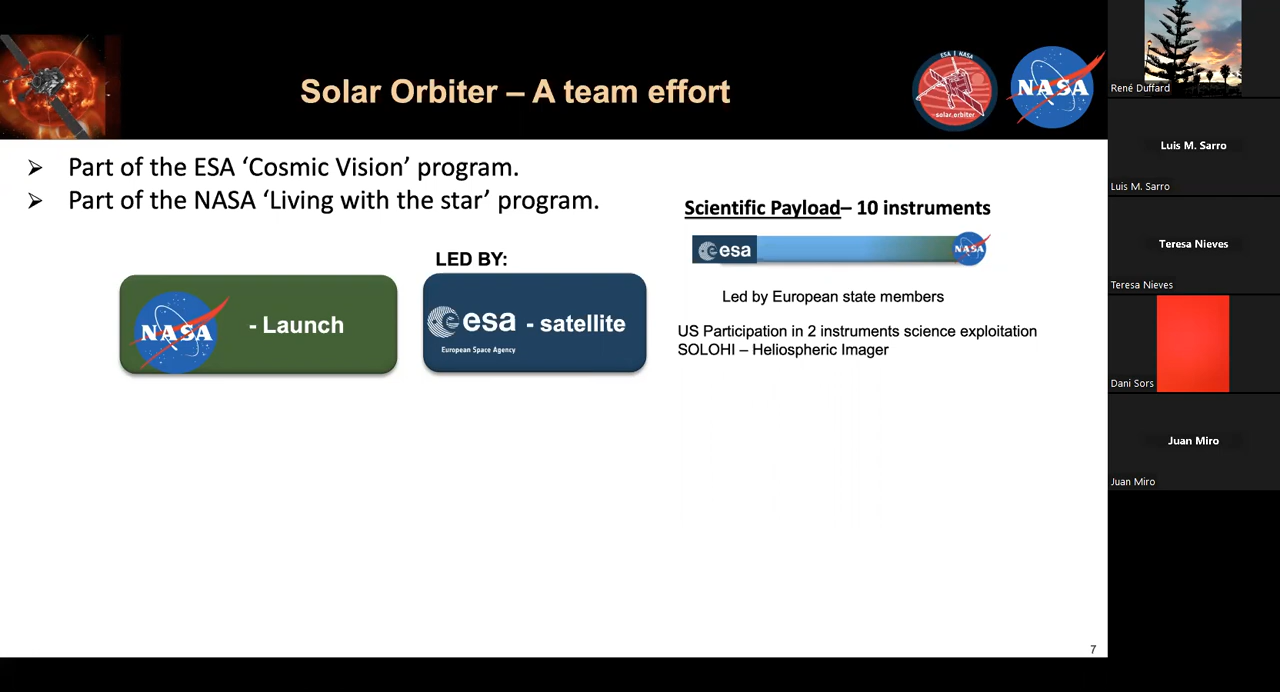 Solar Orbiter – A team effort
ESA | NASA
solar orbiter
NASA
➢ Part of the ESA ‘Cosmic Vision’ program.
➢ Part of the NASA ‘Living with the star’ program.
Scientific Payload– 10 instruments
esa
NASA
LED BY:
NASA
- Launch
esa - satellite
European Space Agency
Led by European state members
US Participation in 2 instruments science exploitation
SOLOHI – Heliospheric Imager
7
René Duffard
Luis M. Sarro
Luis M. Sarro
Teresa Nieves
Teresa Nieves
Dani Sors
Juan Miro
Juan Miro